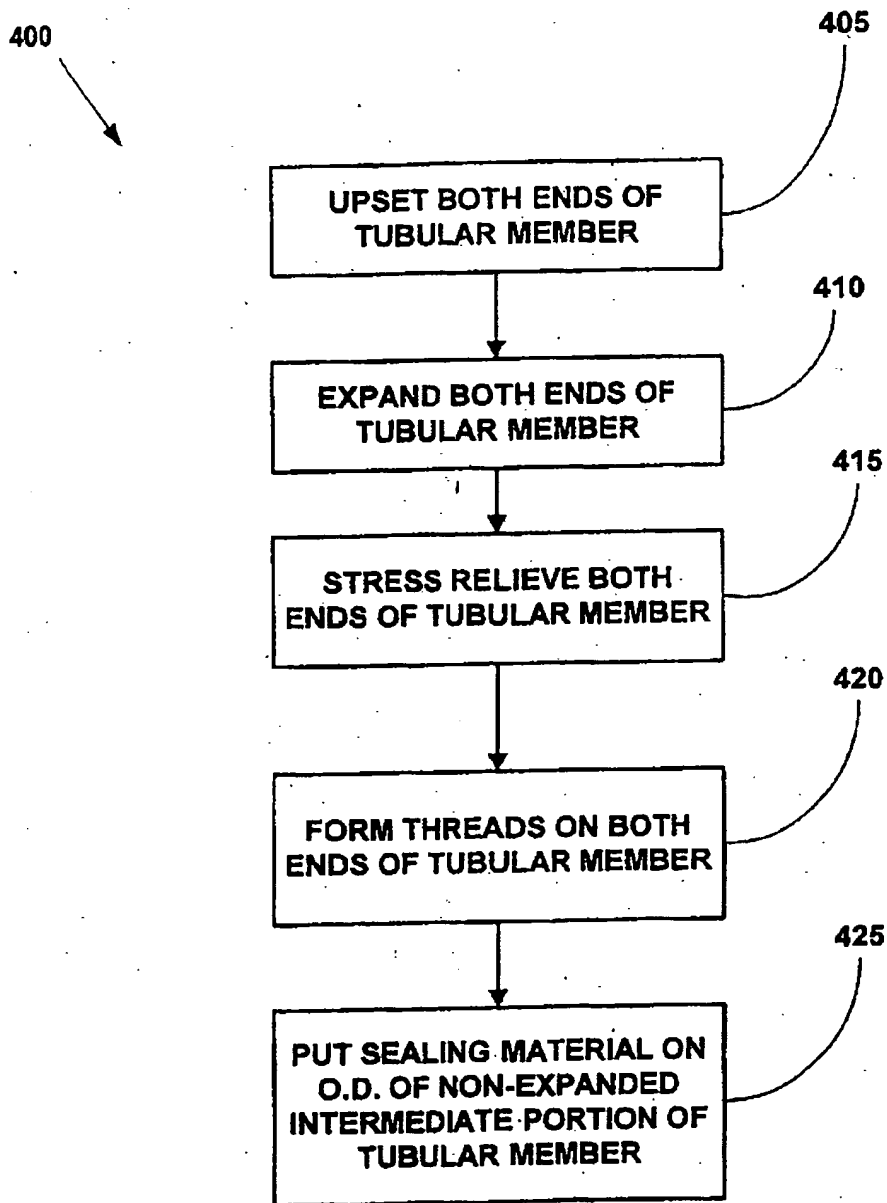 400
405
UPSET BOTH ENDS OF
TUBULAR MEMBER
410
EXPAND BOTH ENDS OF
TUBULAR MEMBER
415
STRESS RELIEVE BOTH
ENDS OF TUBULAR MEMBER
420
FORM THREADS ON BOTH
ENDS OF TUBULAR MEMBER
425
PUT SEALING MATERIAL ON
O.D. OF NON-EXPANDED
INTERMEDIATE PORTION OF
TUBULAR MEMBER